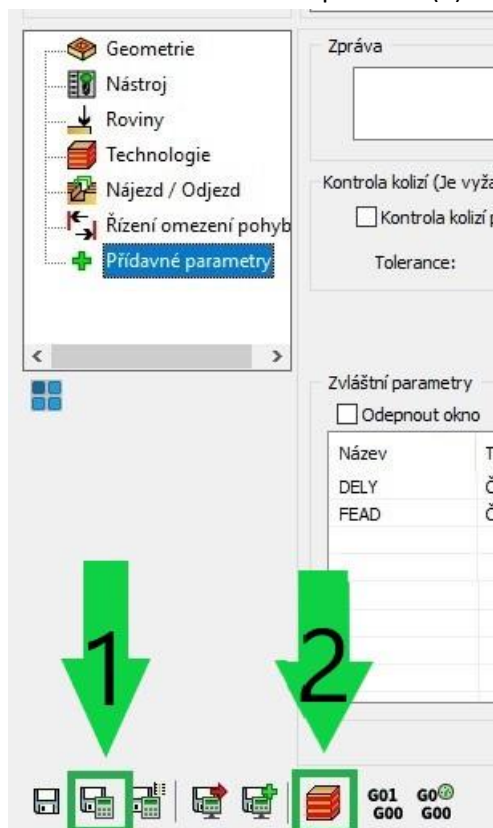 Geometrie
Nástroj
Roviny
Technologie
Nájezd / Odjezd
Řízení omezení pohyb
Přídavné parametry
Zpráva
Kontrola kolizí (Je vyža
Kontrola kolizí p
Tolerance:
Zvláštní parametry
Odepnout okno
Název T
DELY Č
FEAD Č
1
2
G01 G0
G00 G00